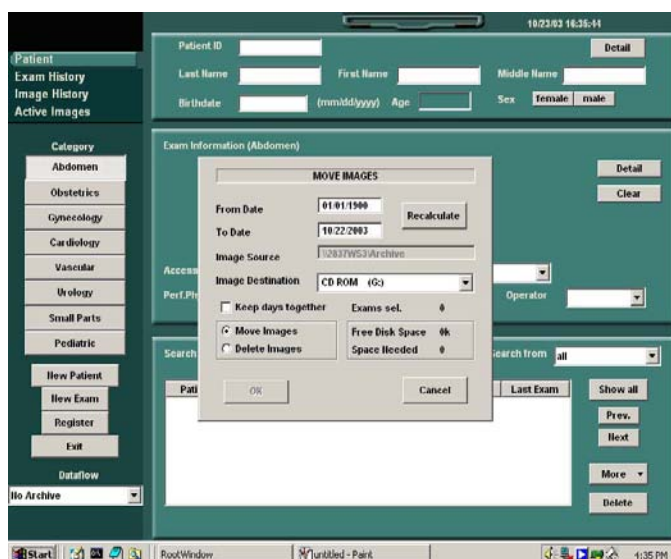 10/23/03 16:35:44
Patient
Exam History
Image History
Active Images
Patient ID
Detail
Last Name First Name Middle Name
Birthdate (mm/dd/yyyy) Age Sex female male
Category
Abdomen
Obstetrics
Gynecology
Cardiology
Vascular
Urology
Small Parts
Pediatric
New Patient
New Exam
Register
Exit
Dataflow
No Archive
Exam Information (Abdomen)
Detail
Clear
Operator
MOVE IMAGES
From Date 01/01/1900
To Date 10/22/2003
Recalculate
Image Source \\2837WS3\Archive
Image Destination CD ROM (G:)
Keep days together Exams sel. 0
Move Images Free Disk Space 0k
Delete Images Space Needed 0
OK Cancel
Search
all
Last Exam
Show all
Prev.
Next
More
Delete
Start RootWindow untitled - Paint 4:35 PM